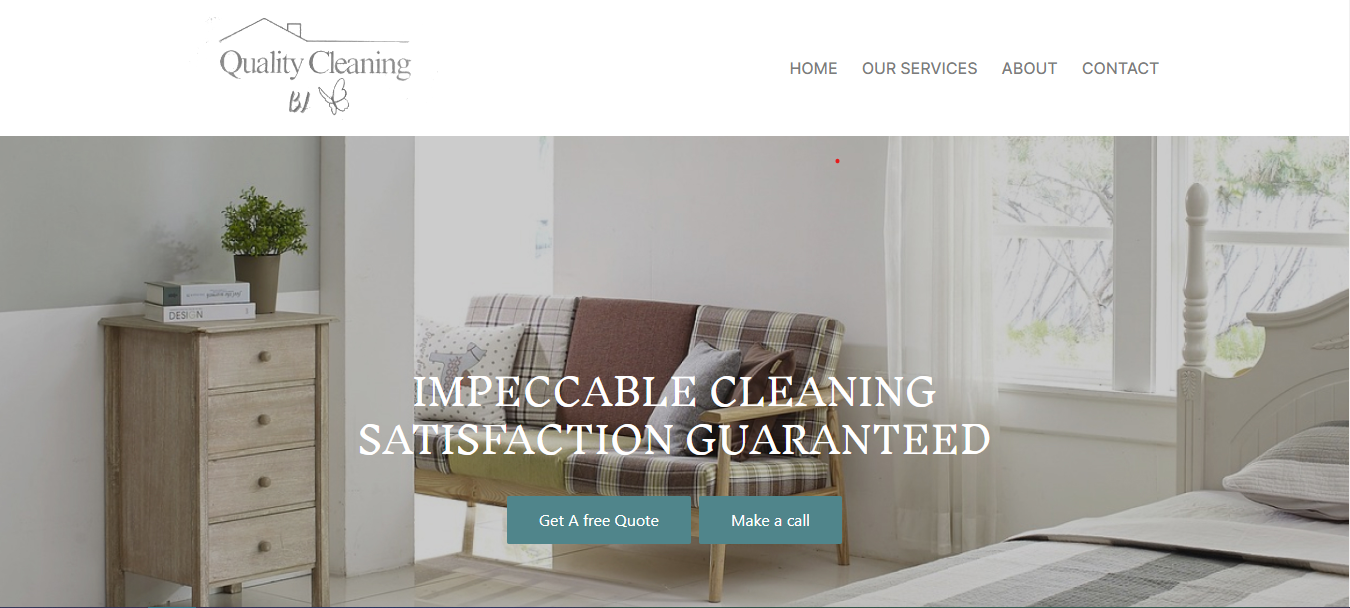 Quality Cleaning
BJ
HOME OUR SERVICES ABOUT CONTACT
DESIGN
IMPECCABLE CLEANING
SATISFACTION GUARANTEED
Get A free Quote Make a call